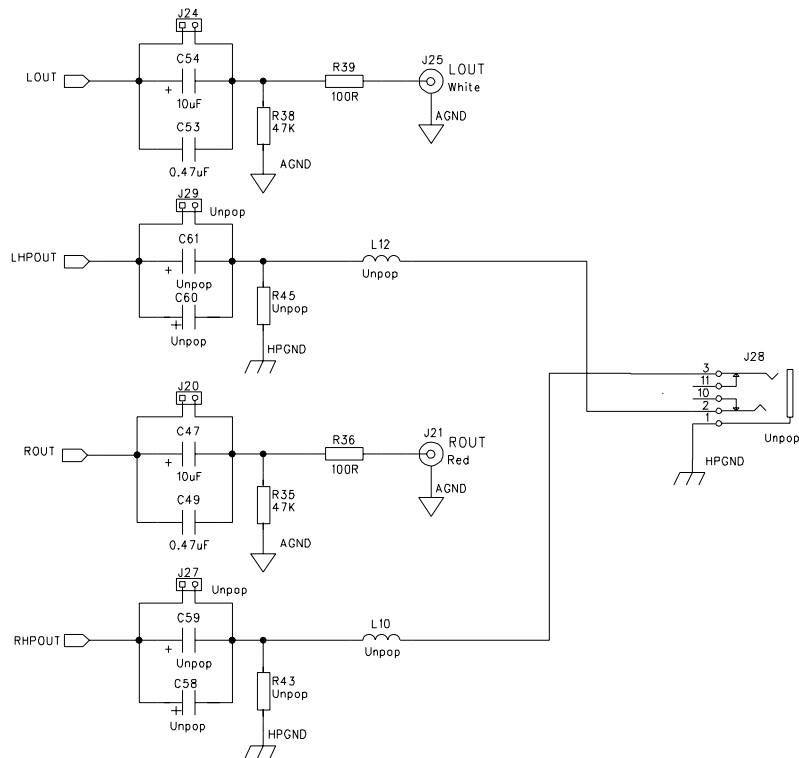 J24
C54
LOUT
+
10uF
C53
0.47uF
R38
47K
AGND
R39
100R
J25
LOUT
White
AGND
J29
Unpop
C61
LHPOUT
+
Unpop
C60
+
Unpop
R45
Unpop
HPGND
L12
Unpop
J20
C47
ROUT
+
10uF
C49
0.47uF
R35
47K
AGND
R36
100R
J21
ROUT
Red
AGND
J27
Unpop
C59
RHPOUT
+
Unpop
C58
+
Unpop
R43
Unpop
HPGND
L10
Unpop
J28
3
11
10
2
1
Unpop
HPGND